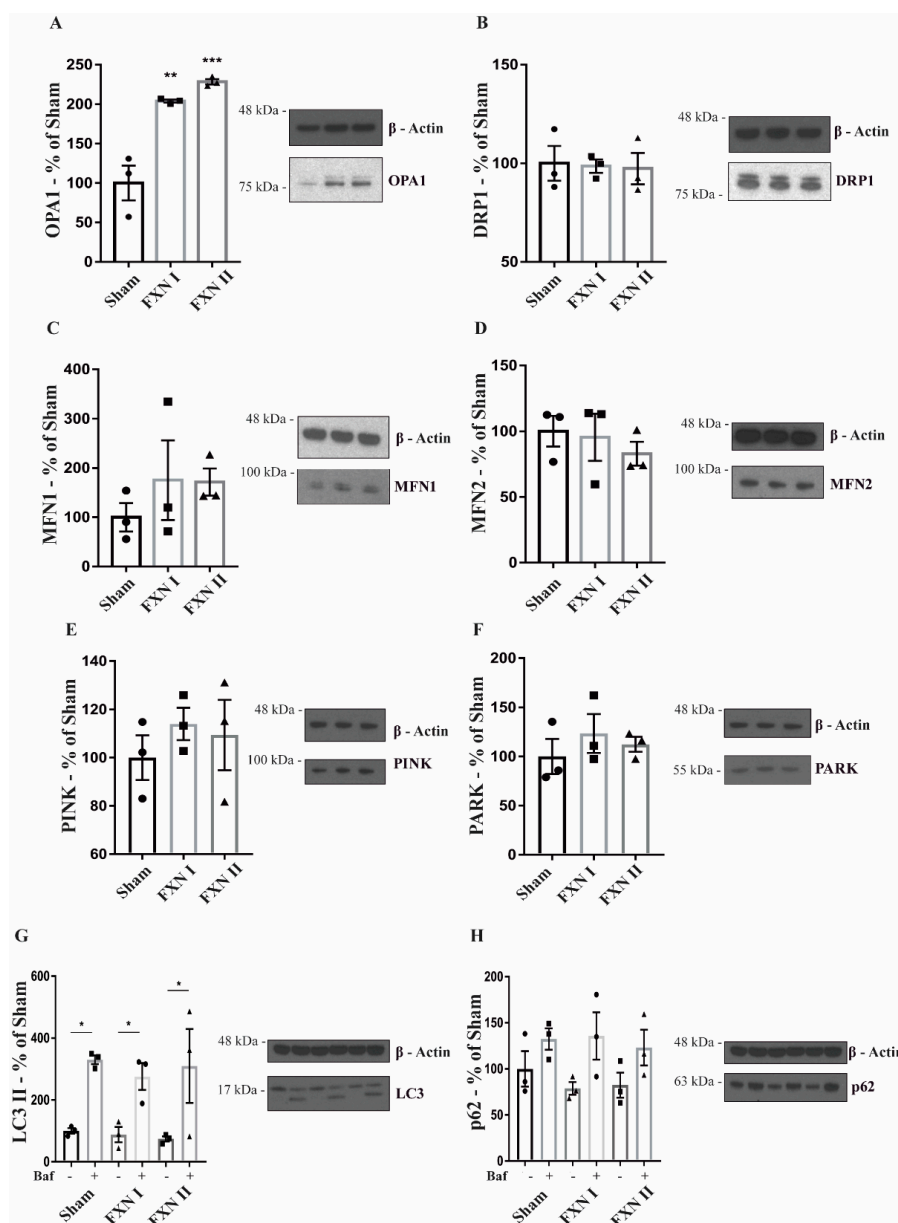 A
OPA1 - % of Sham
250
200
150
100
50
0
** 
***
Sham
FXN I
FXN II
48 kDa -
β - Actin
75 kDa -
OPA1
B
DRP1 - % of Sham
150
100
50
Sham
FXN I
FXN II
48 kDa -
β - Actin
75 kDa -
DRP1
C
MFN1 - % of Sham
400
300
200
100
0
Sham
FXN I
FXN II
48 kDa -
β - Actin
100 kDa -
MFN1
D
MFN2 - % of Sham
150
100
50
0
Sham
FXN I
FXN II
48 kDa -
β - Actin
100 kDa -
MFN2
E
PINK - % of Sham
140
120
100
80
60
Sham
FXN I
FXN II
48 kDa -
β - Actin
100 kDa -
PINK
F
PARK - % of Sham
200
150
100
50
0
Sham
FXN I
FXN II
48 kDa -
β - Actin
55 kDa -
PARK
G
LC3 II - % of Sham
600
400
200
0
* * *
Baf - + - + - +
Sham
FXN I
FXN II
48 kDa -
β - Actin
17 kDa -
LC3
H
p62 - % of Sham
200
150
100
50
0
Baf - + - + - +
Sham
FXN I
FXN II
48 kDa -
β - Actin
63 kDa -
p62